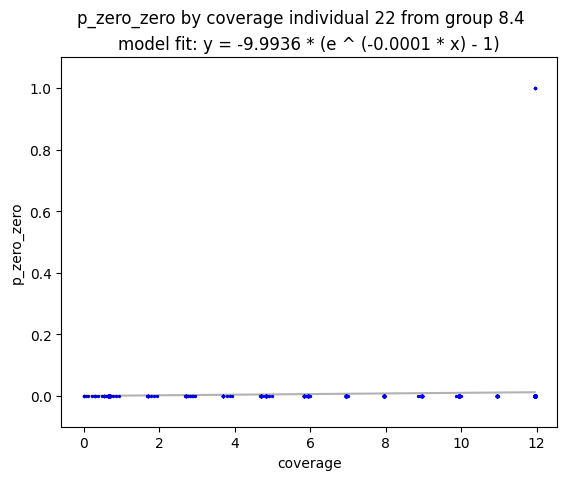 p_zero_zero by coverage individual 22 from group 8.4
model fit: y = -9.9936 * (e ^ (-0.0001 * x) - 1)
1.0
0.8
0.6
0.4
0.2
0.0
p_zero_zero
0 2 4 6 8 10 12
coverage